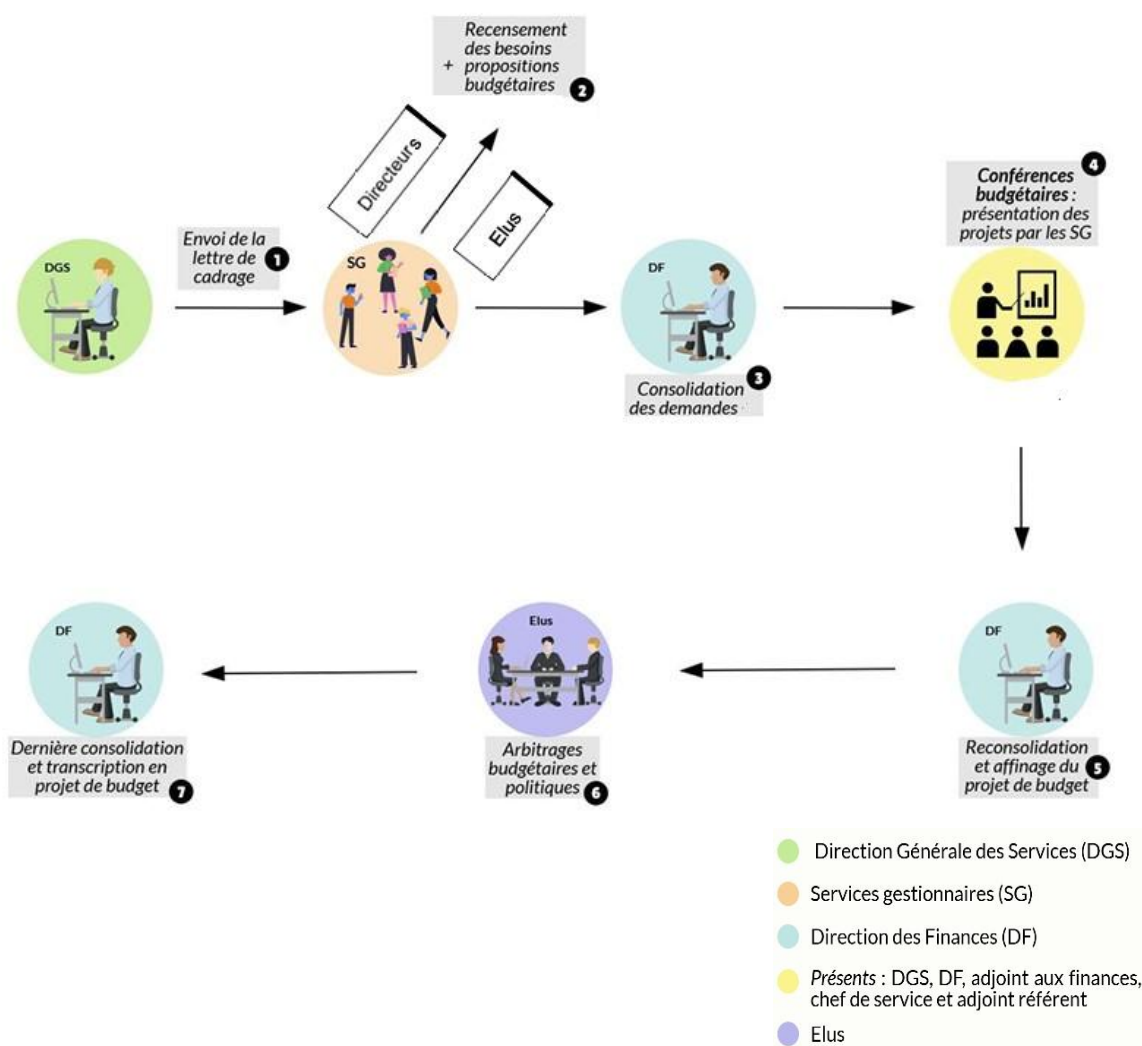 Recensement
des besoins
+ propositions
budgétaires
2
Directeurs
Elus
4
Conférences
budgétaires :
présentation des
projets par les SG
Envoi de la
lettre de
cadrage
1
DGS
SG
DF
3
Consolidation
des demandes
DF
Elus
DF
Dernière consolidation
et transcription en
projet de budget
7
Arbitrages
budgétaires et
politiques
6
Reconsolidation
et affinage du
projet de budget
5
Direction Générale des Services (DGS)
Services gestionnaires (SG)
Direction des Finances (DF)
Présents : DGS, DF, adjoint aux finances,
chef de service et adjoint référent
Elus